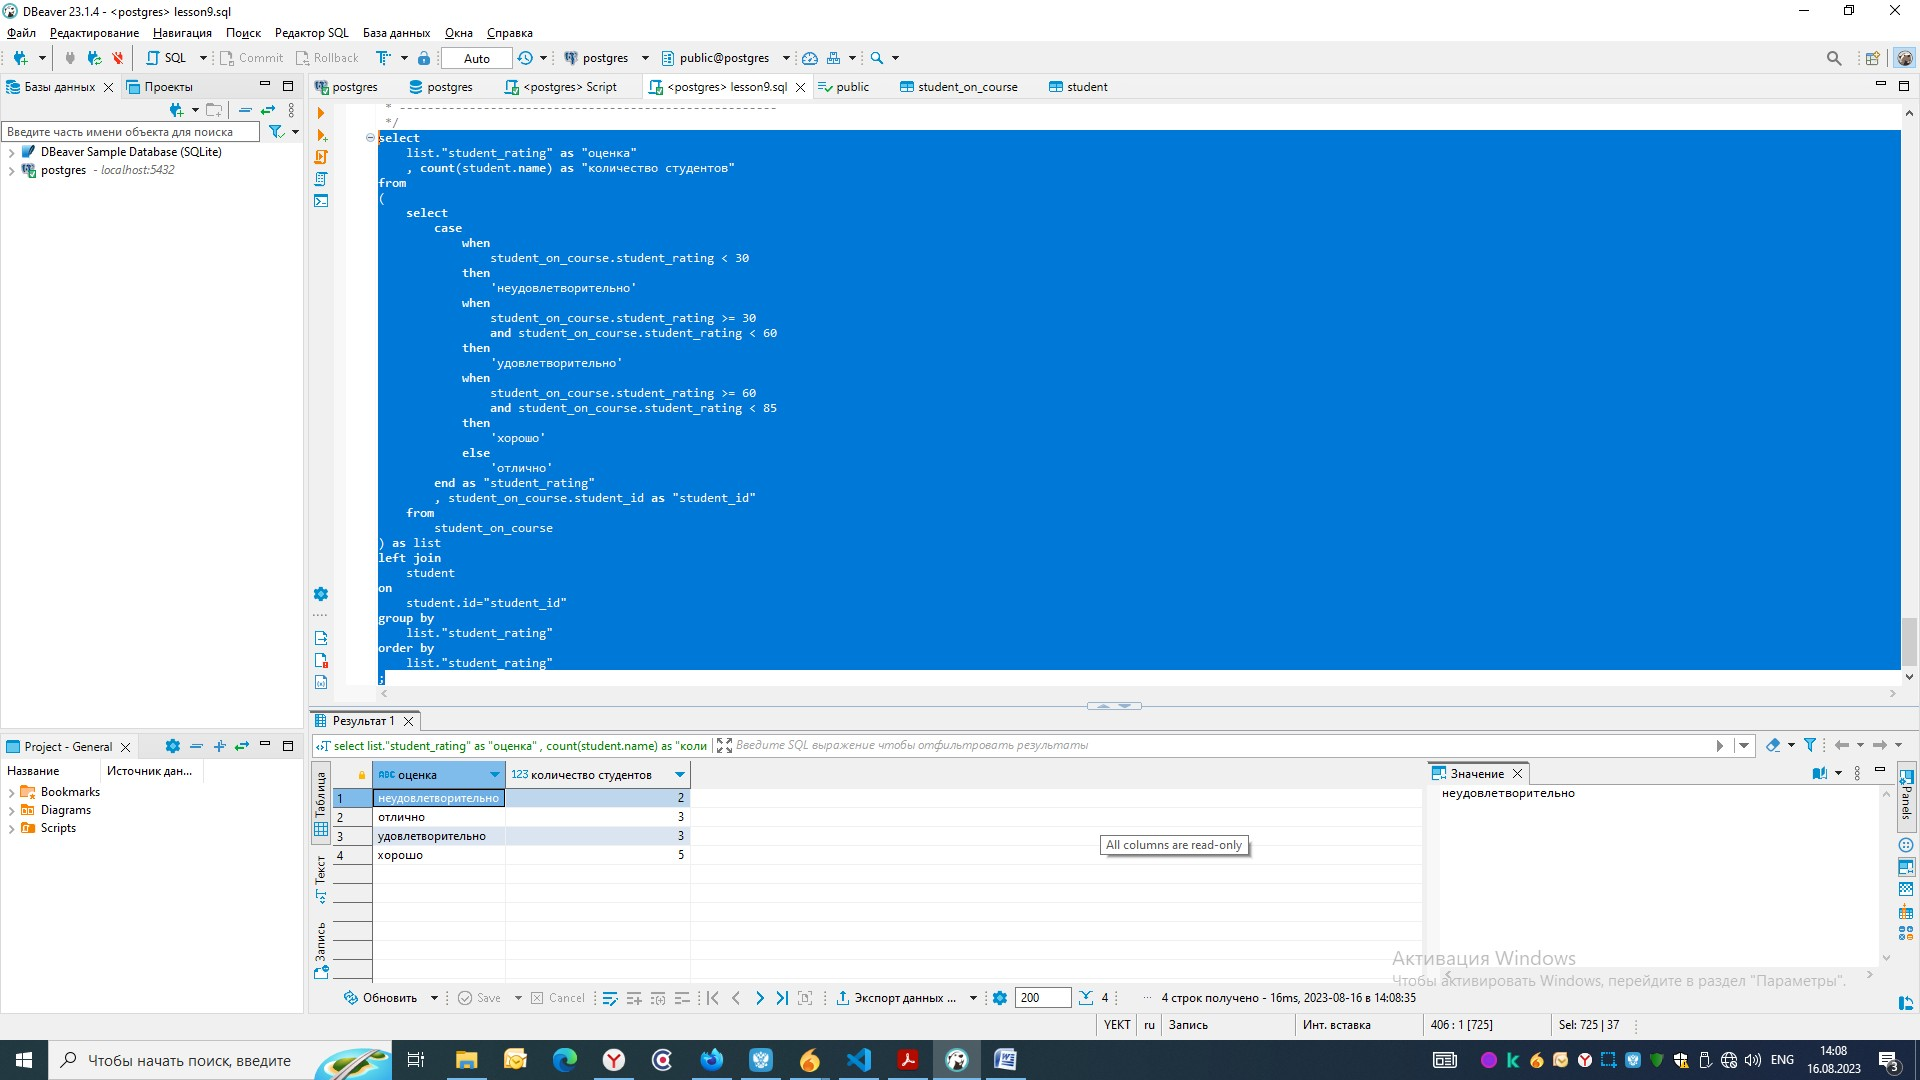 DBeaver 23.1.4 - <postgres> lesson9.sql
Файл Редактирование Навигация Поиск Редактор SQL База данных Окна Справка
SQL Commit Rollback Auto postgres public@postgres
Базы данных Проекты
postgres postgres <postgres> Script <postgres> lesson9.sql public student_on_course student
Введите часть имени объекта для поиска
DBeaver Sample Database (SQLite)
postgres - localhost:5432
* ------------------------------------------------------
*/
select
list."student_rating" as "оценка"
, count(student.name) as "количество студентов"
from
(
select
case
when
student_on_course.student_rating < 30
then
'неудовлетворительно'
when
student_on_course.student_rating >= 30
and student_on_course.student_rating < 60
then
'удовлетворительно'
when
student_on_course.student_rating >= 60
and student_on_course.student_rating < 85
then
'хорошо'
else
'отлично'
end as "student_rating"
, student_on_course.student_id as "student_id"
from
student_on_course
) as list
left join
student
on
student.id="student_id"
group by
list."student_rating"
order by
list."student_rating"
;
Project - General
Название Источник дан...
Bookmarks
Diagrams
Scripts
Результат 1
select list."student_rating" as "оценка" , count(student.name) as "коли
Введите SQL выражение чтобы отфильтровать результаты
Таблица
Текст
Запись
ABC оценка 123 количество студентов
1 неудовлетворительно 2
2 отлично 3
3 удовлетворительно 3
4 хорошо 5
All columns are read-only
Значение
неудовлетворительно
Panels
Активация Windows
Чтобы активировать Windows, перейдите в раздел "Параметры".
Обновить Save Cancel Экспорт данных ... 200 4 ... 4 строк получено - 16ms, 2023-08-16 в 14:08:35
YEKT ru Запись Инт. вставка 406 : 1 [725] Sel: 725 | 37
Чтобы начать поиск, введите
ENG
14:08
16.08.2023
3